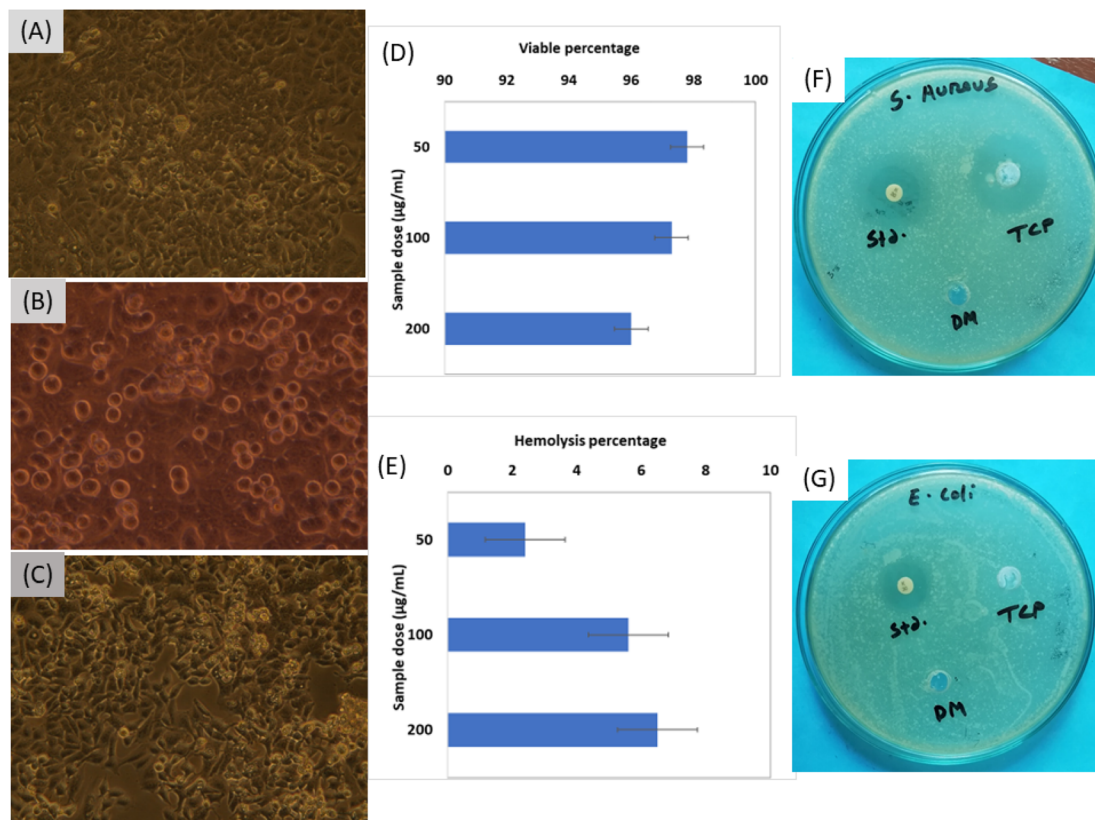 (A)
(B)
(C)
(D)
Viable percentage
90 92 94 96 98 100
Sample dose (µg/mL)
50
100
200
(E)
Hemolysis percentage
0 2 4 6 8 10
Sample dose (µg/mL)
50
100
200
(F)
S. Aurous
Std.
TCP
DM
(G)
E. coli
Std.
TCP
DM